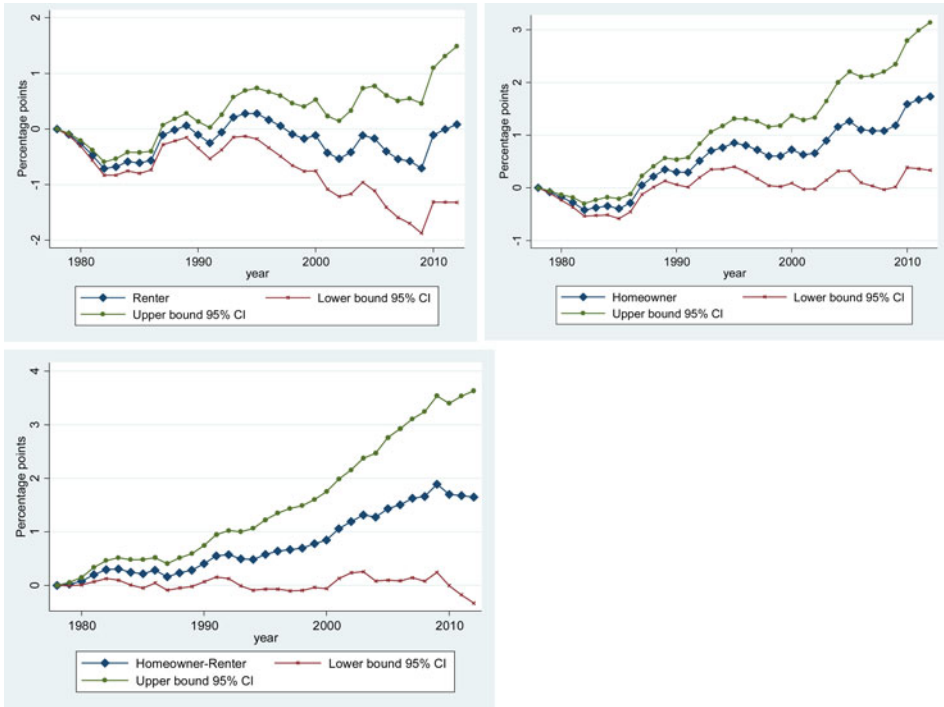 Percentage points
2
1
0
-1
-2
1980 1990 2000 2010
year
Renter Lower bound 95% CI
Upper bound 95% CI
Percentage points
3
2
1
0
-1
1980 1990 2000 2010
year
Homeowner Lower bound 95% CI
Upper bound 95% CI
Percentage points
4
3
2
1
0
1980 1990 2000 2010
year
Homeowner-Renter Lower bound 95% CI
Upper bound 95% CI